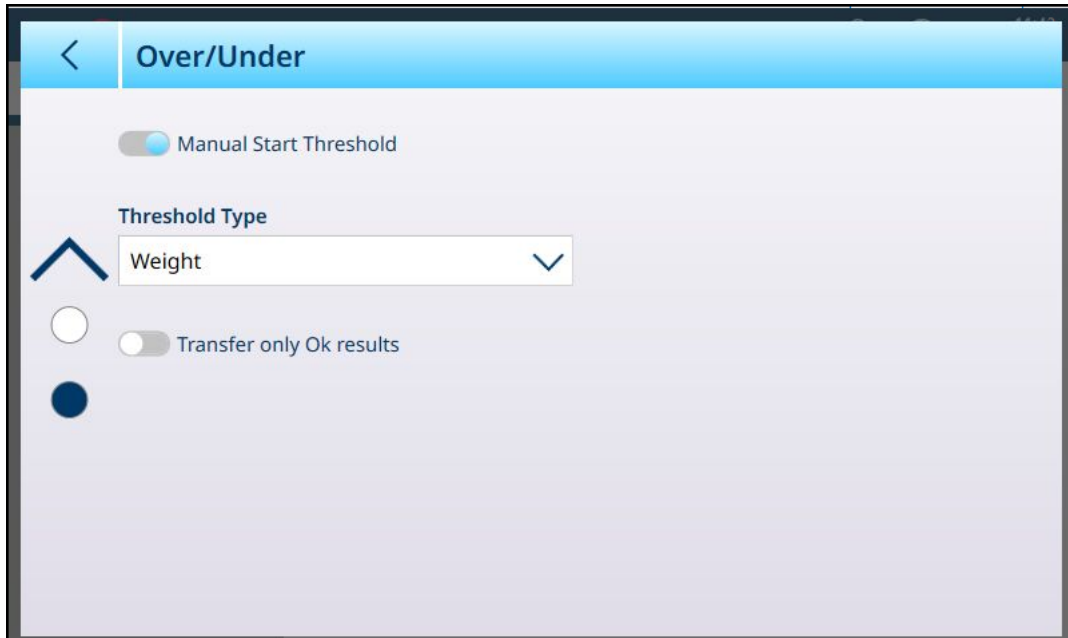 Over/Under
Manual Start Threshold
Threshold Type
Weight
Transfer only Ok results